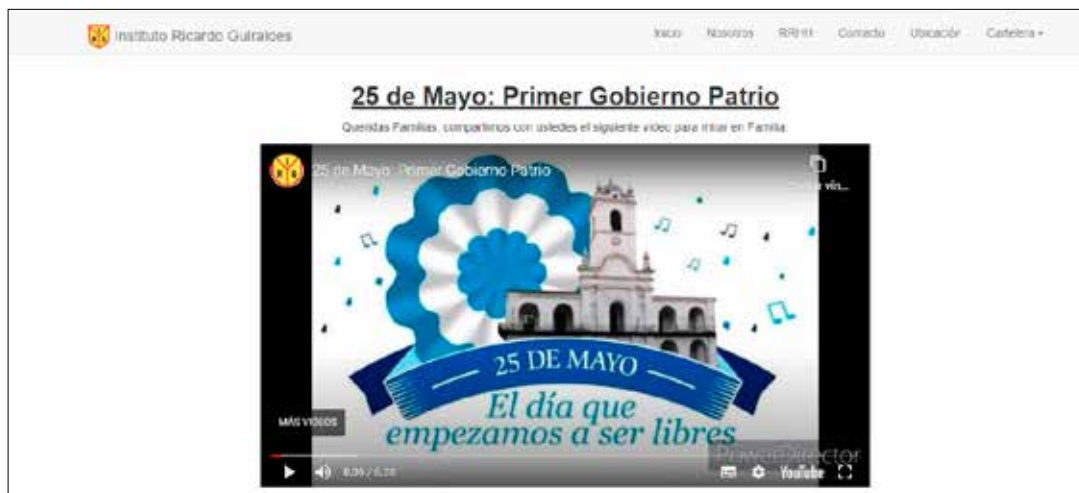 Instituto Ricardo Guiraldes
Inicio Nosotros RRHH Contacto Ubicación Cartelera
25 de Mayo: Primer Gobierno Patrio
Queridas Familias, compartimos con ustedes el siguiente video para mirar en Familia.
25 de Mayo: Primer Gobierno Patrio
vín...
25 DE MAYO
El día que
empezamos a ser libres
MÁS VIDEOS
PowerDirector
YouTube